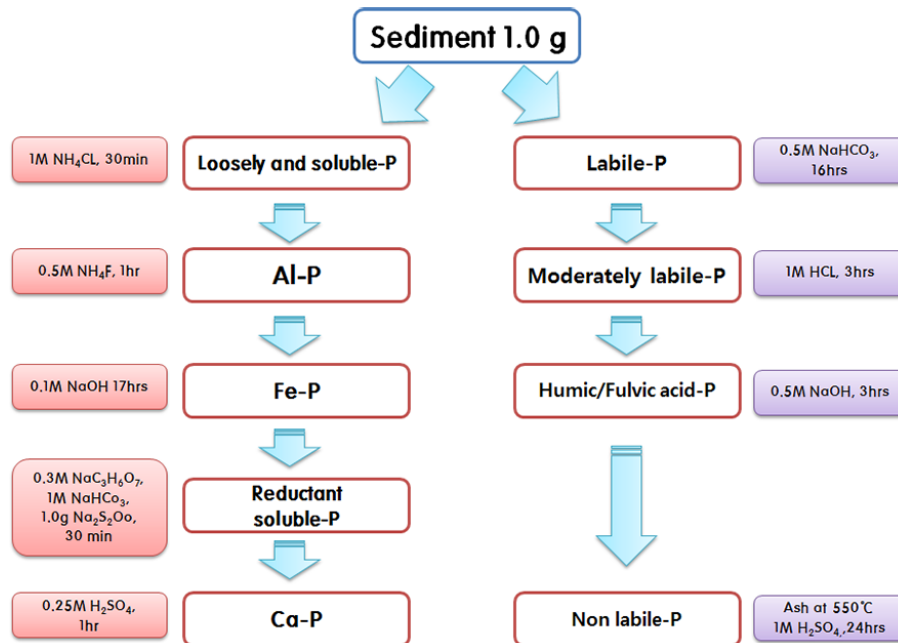 Sediment 1.0 g
1M NH₄CL, 30min
Loosely and soluble-P
Labile-P
0.5M NaHCO₃,
16hrs
0.5M NH₄F, 1hr
Al-P
Moderately labile-P
1M HCL, 3hrs
0.1M NaOH 17hrs
Fe-P
Humic/Fulvic acid-P
0.5M NaOH, 3hrs
0.3M NaC₃H₆O₇,
1M NaHCo₃,
1.0g Na₂S₂Oo,
30 min
Reductant
soluble-P
0.25M H₂SO₄,
1hr
Ca-P
Non labile-P
Ash at 550°C
1M H₂SO₄,24hrs